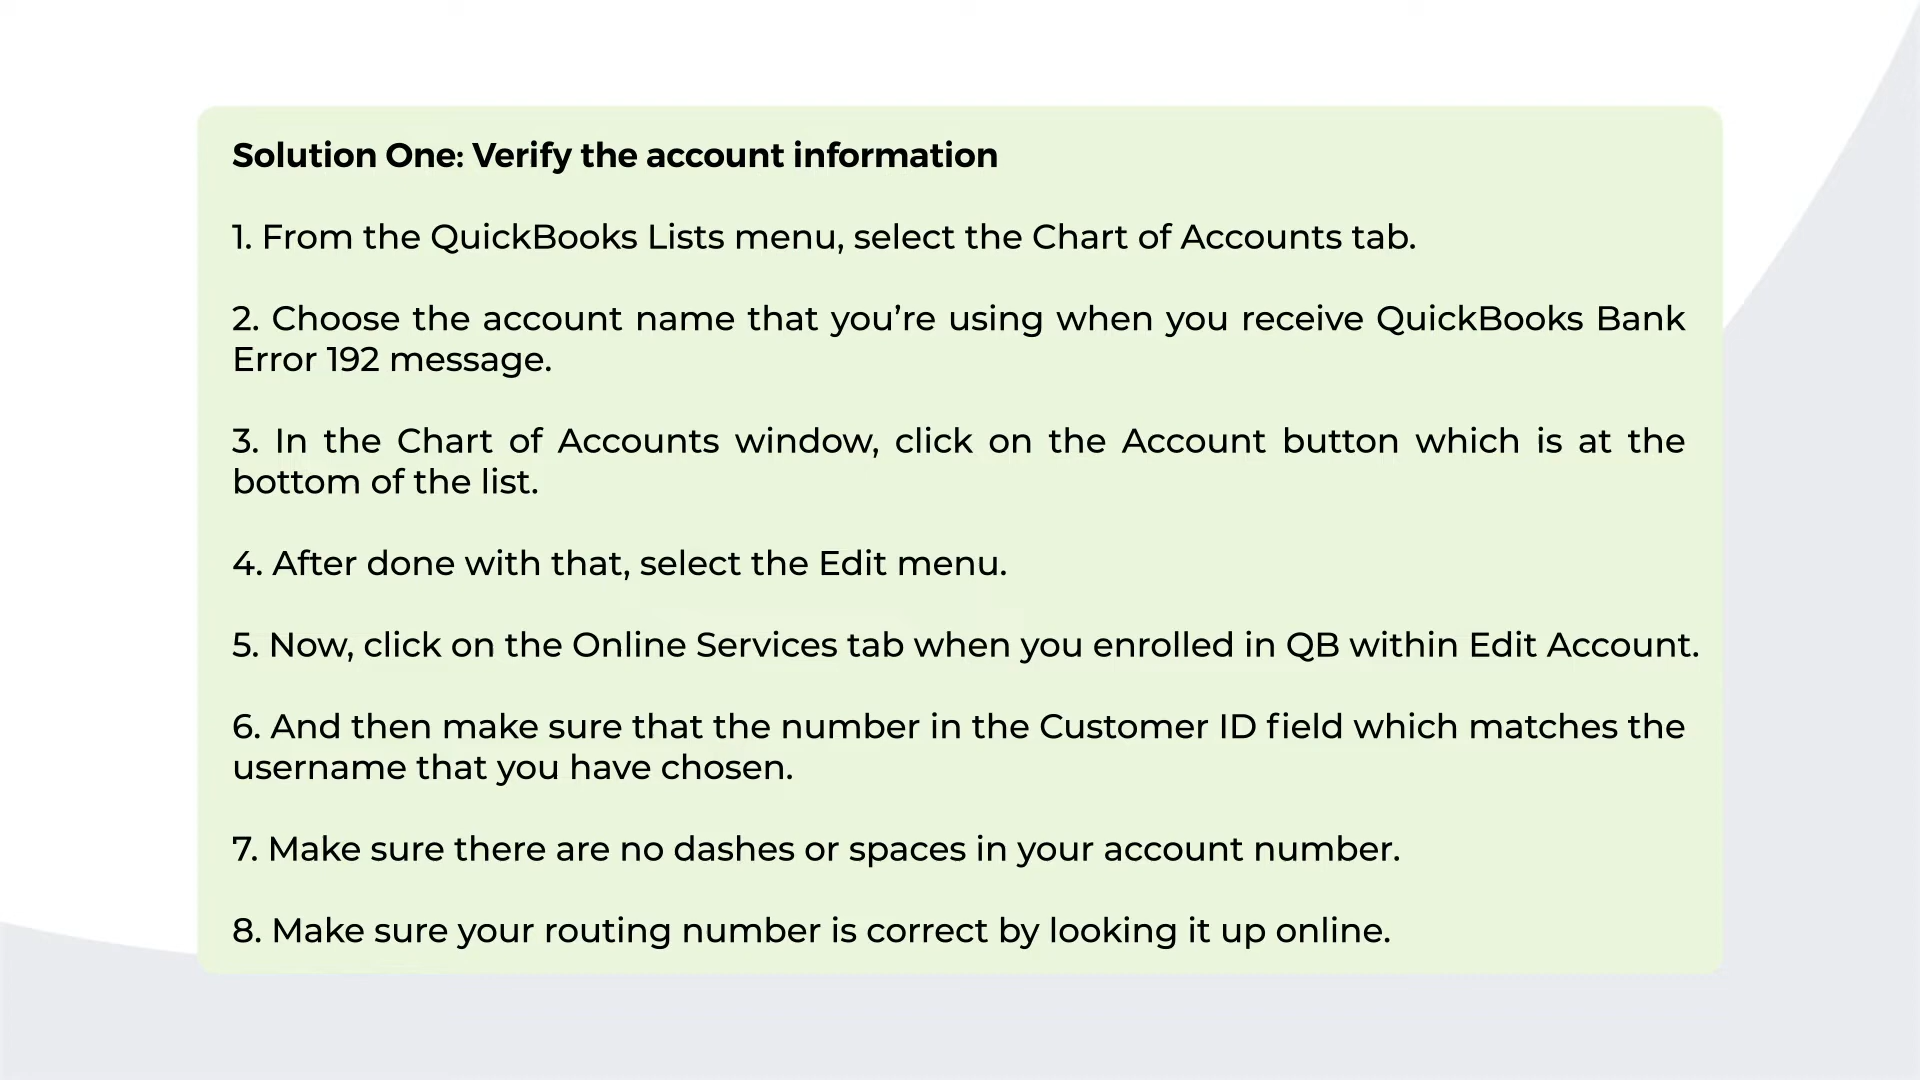 Solution One: Verify the account information
1. From the QuickBooks Lists menu, select the Chart of Accounts tab.
2. Choose the account name that you’re using when you receive QuickBooks Bank
Error 192 message.
3. In the Chart of Accounts window, click on the Account button which is at the
bottom of the list.
4. After done with that, select the Edit menu.
5. Now, click on the Online Services tab when you enrolled in QB within Edit Account.
6. And then make sure that the number in the Customer ID field which matches the
username that you have chosen.
7. Make sure there are no dashes or spaces in your account number.
8. Make sure your routing number is correct by looking it up online.